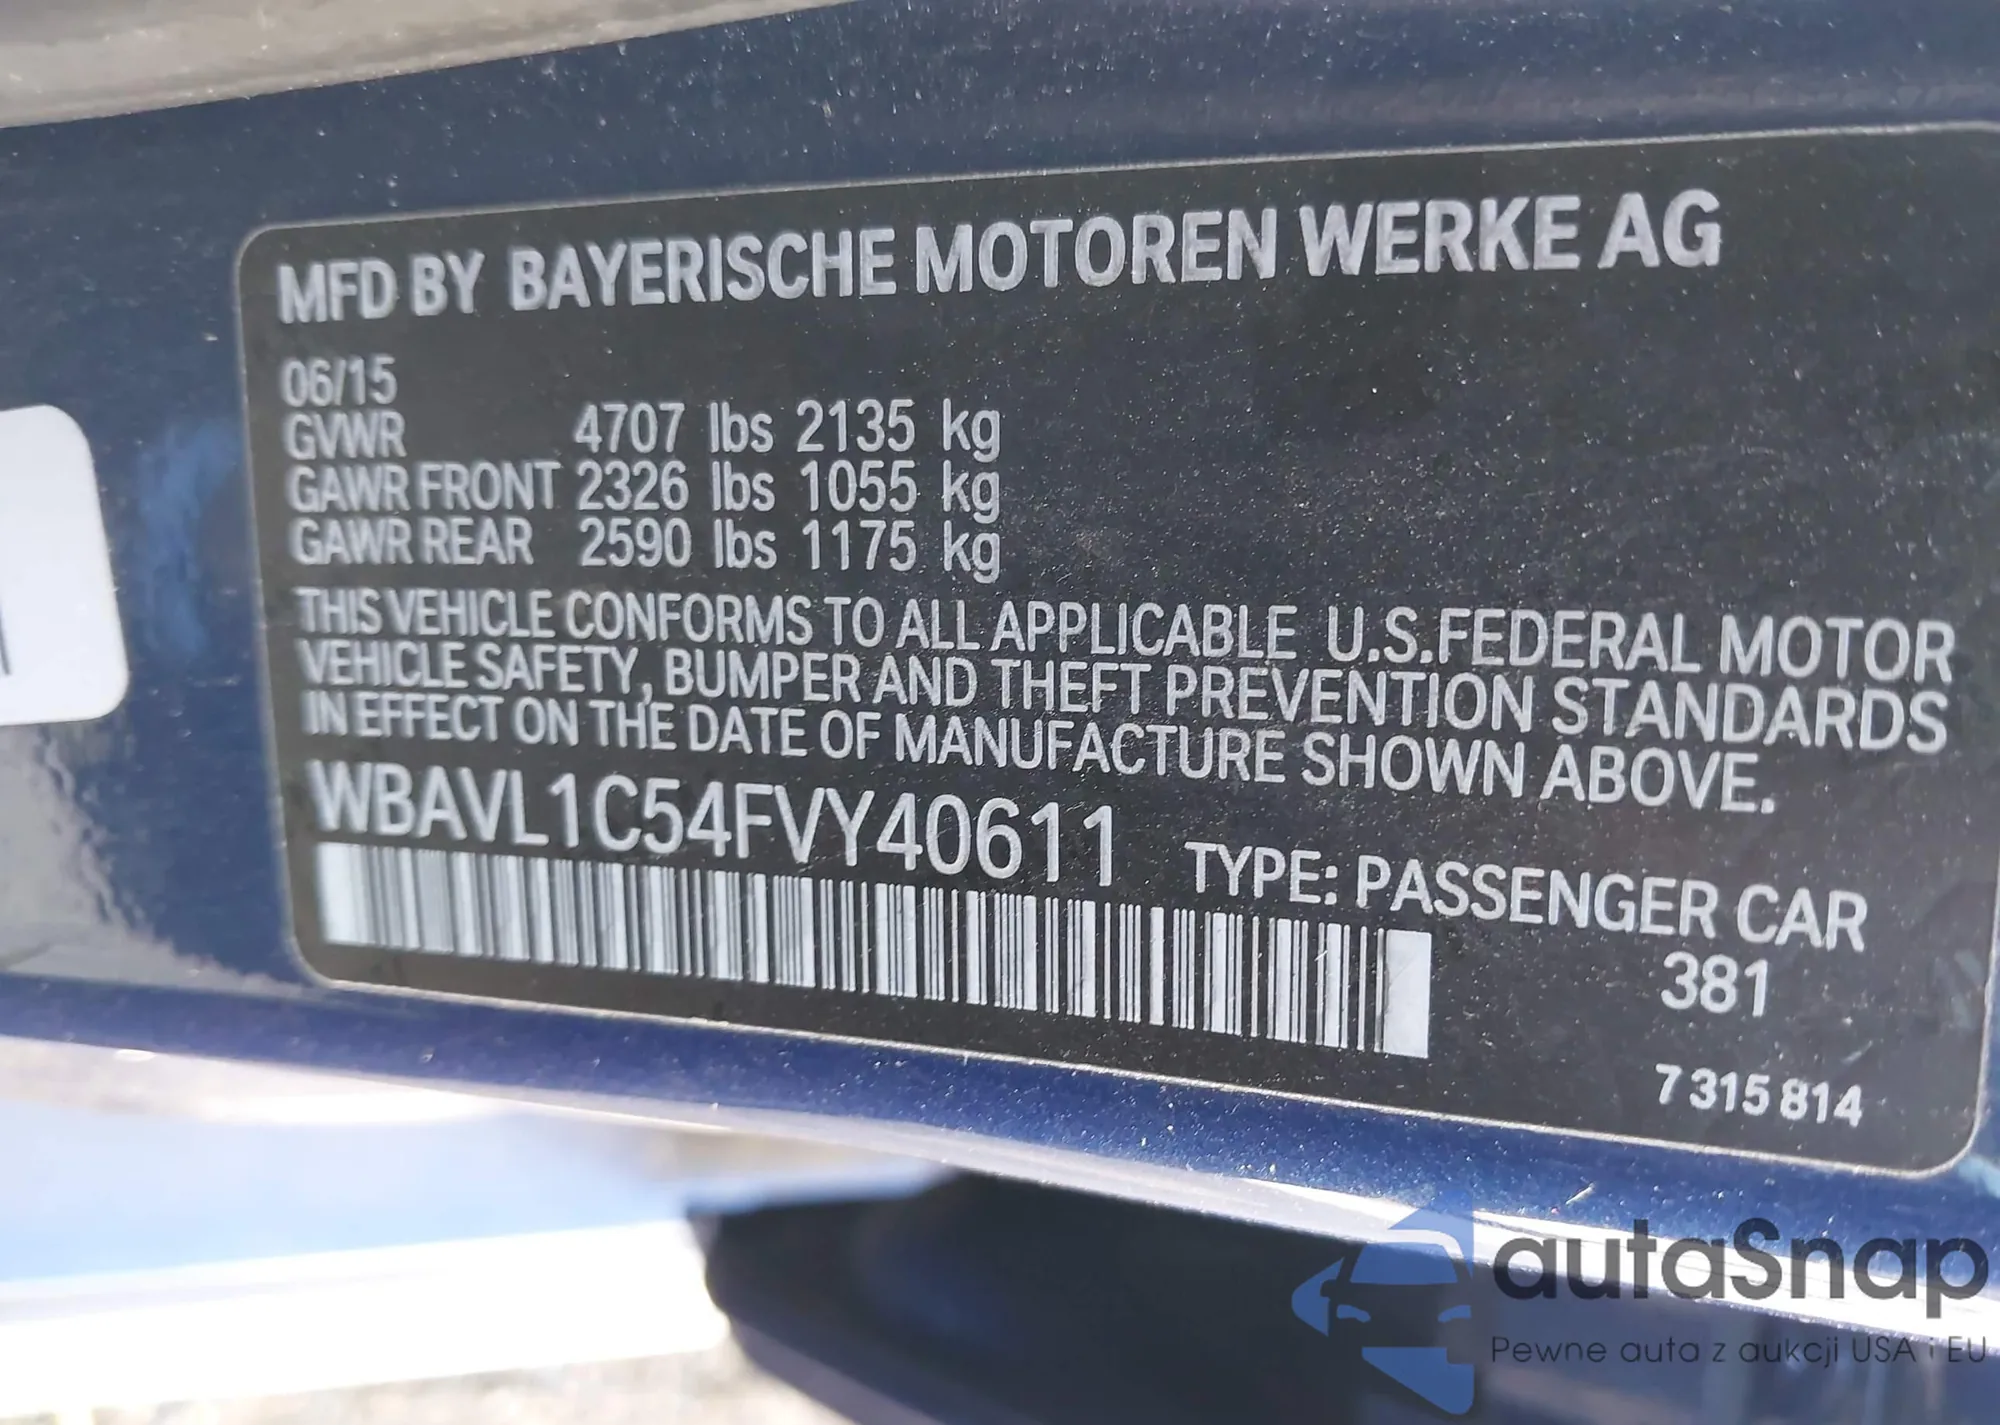 MFD BY BAYERISCHE MOTOREN WERKE AG
06/15
GVWR 4707 lbs 2135 kg
GAWR FRONT 2326 lbs 1055 kg
GAWR REAR 2590 lbs 1175 kg
THIS VEHICLE CONFORMS TO ALL APPLICABLE U.S.FEDERAL MOTOR
VEHICLE SAFETY, BUMPER AND THEFT PREVENTION STANDARDS
IN EFFECT ON THE DATE OF MANUFACTURE SHOWN ABOVE.
WBAVL1C54FVY40611
TYPE: PASSENGER CAR
381
7 315 814
autaSnap
Pewne auta z aukcji USA i EU